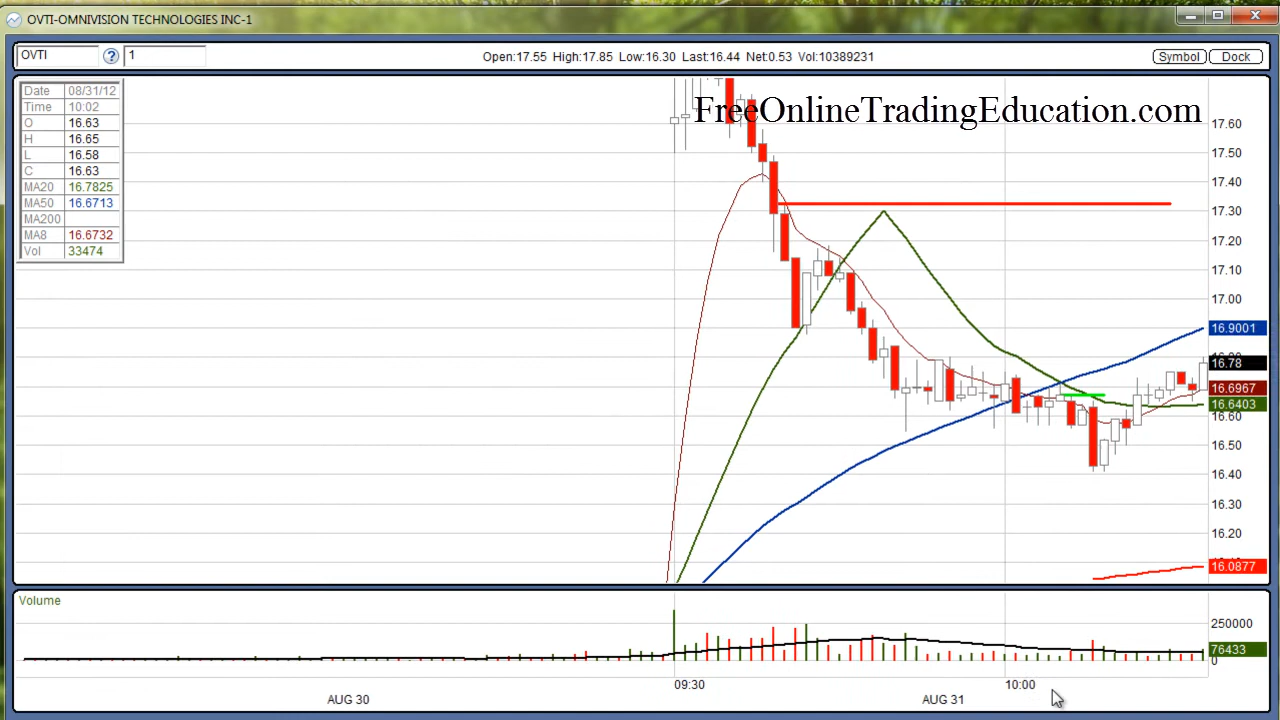 OVTI-OMNIVISION TECHNOLOGIES INC-1
OVTI ? 1 Open:17.55 High:17.85 Low:16.30 Last:16.44 Net:0.53 Vol:10389231 Symbol Dock
Date 08/31/12
Time 10:02
O 16.63
H 16.65
L 16.58
C 16.63
MA20 16.7825
MA50 16.6713
MA200
MA8 16.6732
Vol 33474
FreeOnlineTradingEducation.com
17.60
17.50
17.40
17.30
17.20
17.10
17.00
16.9001
16.78
16.6967
16.6403
16.60
16.50
16.40
16.30
16.20
16.0877
Volume
250000
76433
0
09:30 10:00
AUG 30 AUG 31